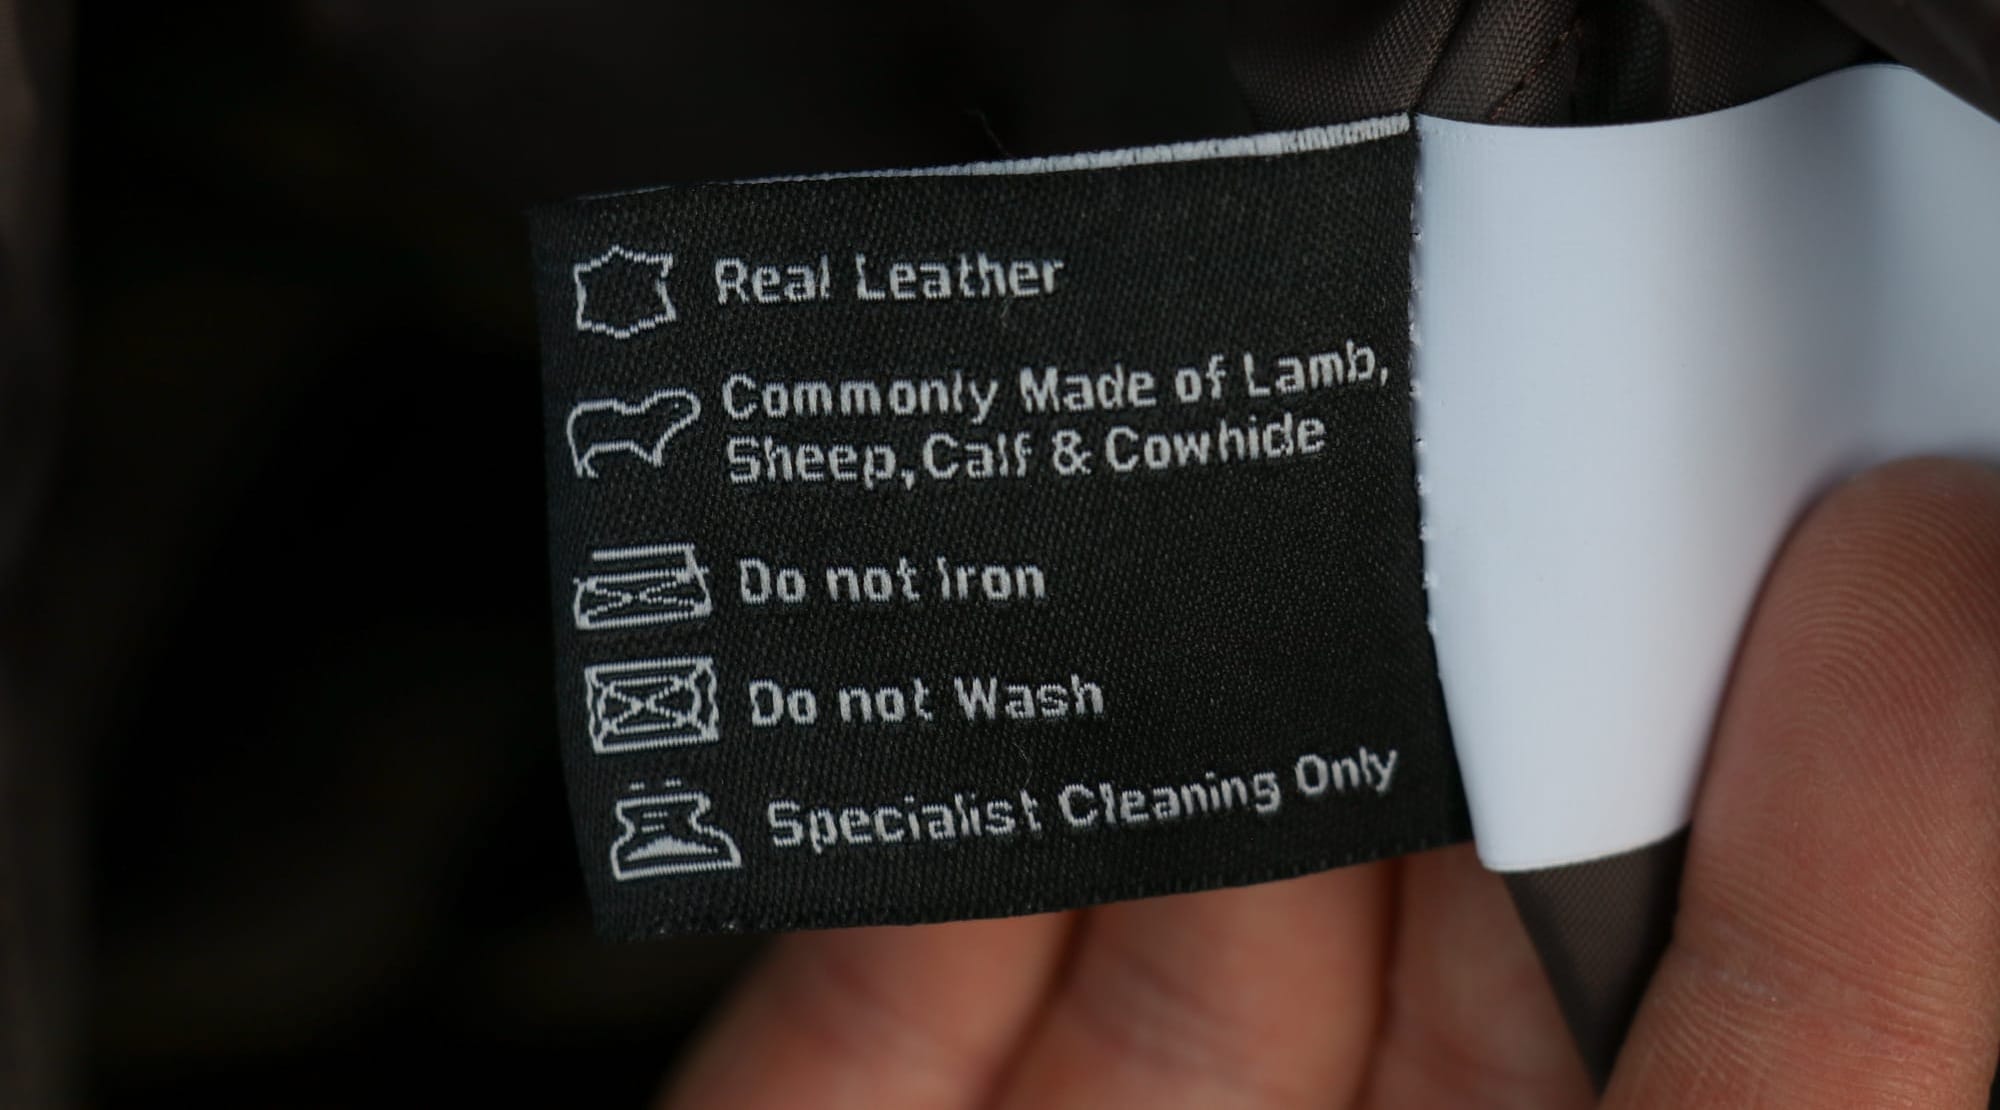 Real Leather
Commonly Made of Lamb,
Sheep, Calf & Cowhide
Do not Iron
Do not Wash
Specialist Cleaning Only